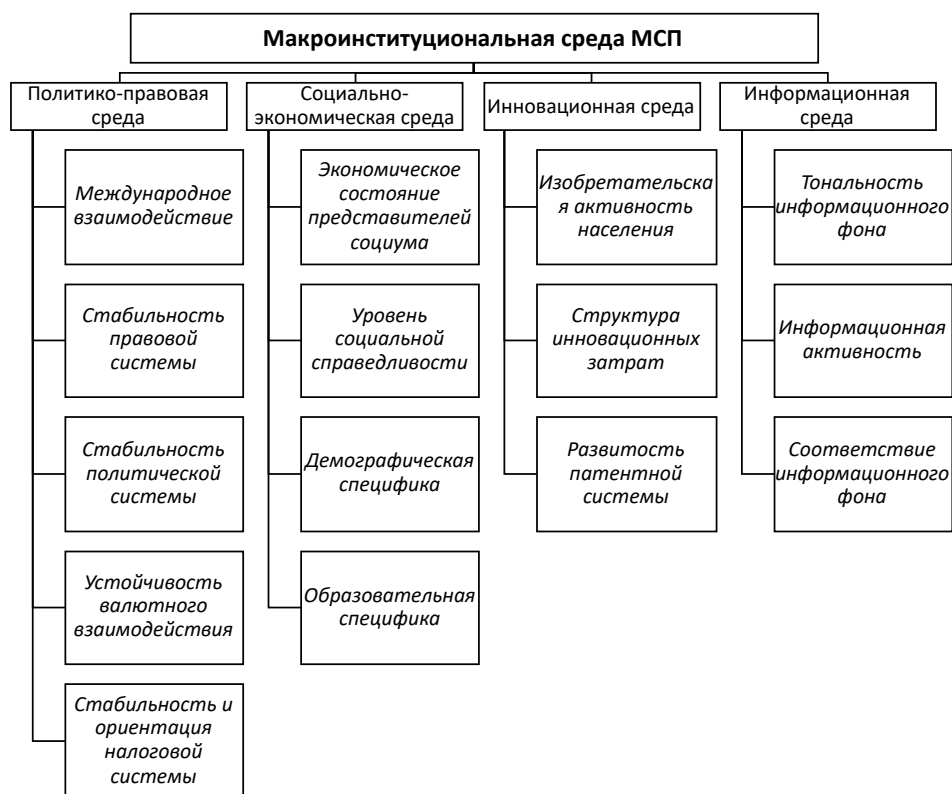 Макроинституциональная среда МСП
Политико-правовая
среда
Международное
взаимодействие
Стабильность
правовой
системы
Стабильность
политической
системы
Устойчивость
валютного
взаимодействия
Стабильность и
ориентация
налоговой
системы
Социально-
экономическая среда
Экономическое
состояние
представителей
социума
Уровень
социальной
справедливости
Демографическая
специфика
Образовательная
специфика
Инновационная среда
Изобретательска
я активность
населения
Структура
инновационных
затрат
Развитость
патентной
системы
Информационная
среда
Тональность
информационного
фона
Информационная
активность
Соответствие
информационного
фона